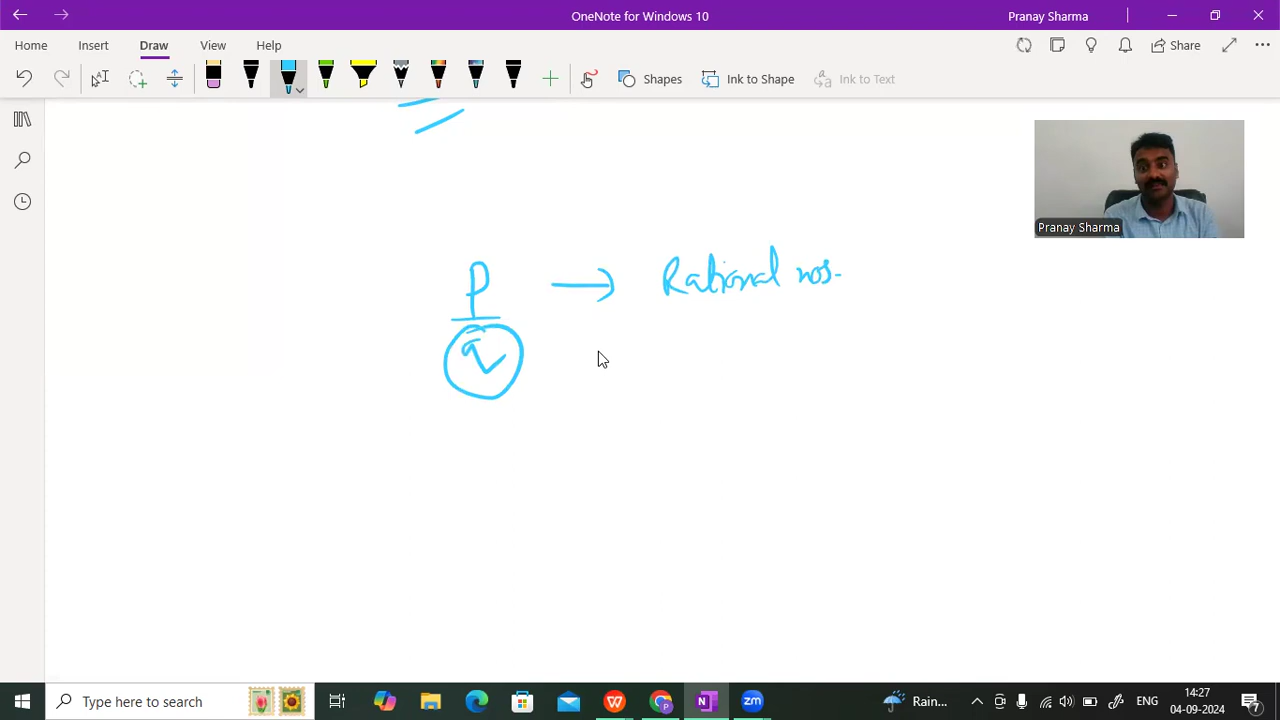 OneNote for Windows 10
Pranay Sharma
Home Insert Draw View Help
Share
Shapes
Ink to Shape
Ink to Text
Pranay Sharma
p → Rational nos.
q
Type here to search
Rain...
ENG
14:27
04-09-2024
7